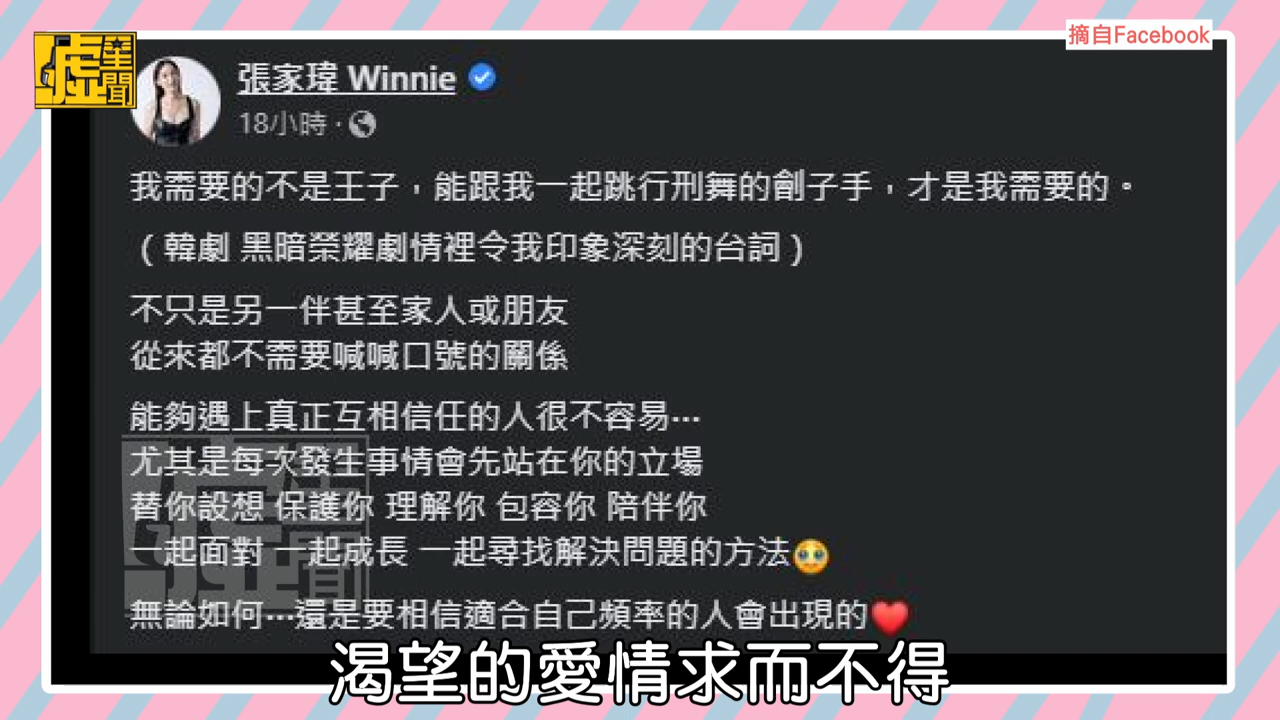 摘自Facebook
噓!星聞
張家瑋 Winnie
18小時 ·
我需要的不是王子，能跟我一起跳行刑舞的劊子手，才是我需要的。
（韓劇 黑暗榮耀劇情裡令我印象深刻的台詞）
不只是另一伴甚至家人或朋友
從來都不需要喊喊口號的關係
能夠遇上真正互相信任的人很不容易⋯
尤其是每次發生事情會先站在你的立場
替你設想 保護你 理解你 包容你 陪伴你
一起面對 一起成長 一起尋找解決問題的方法🥹
無論如何⋯還是要相信適合自己頻率的人會出現的❤️
渴望的愛情求而不得